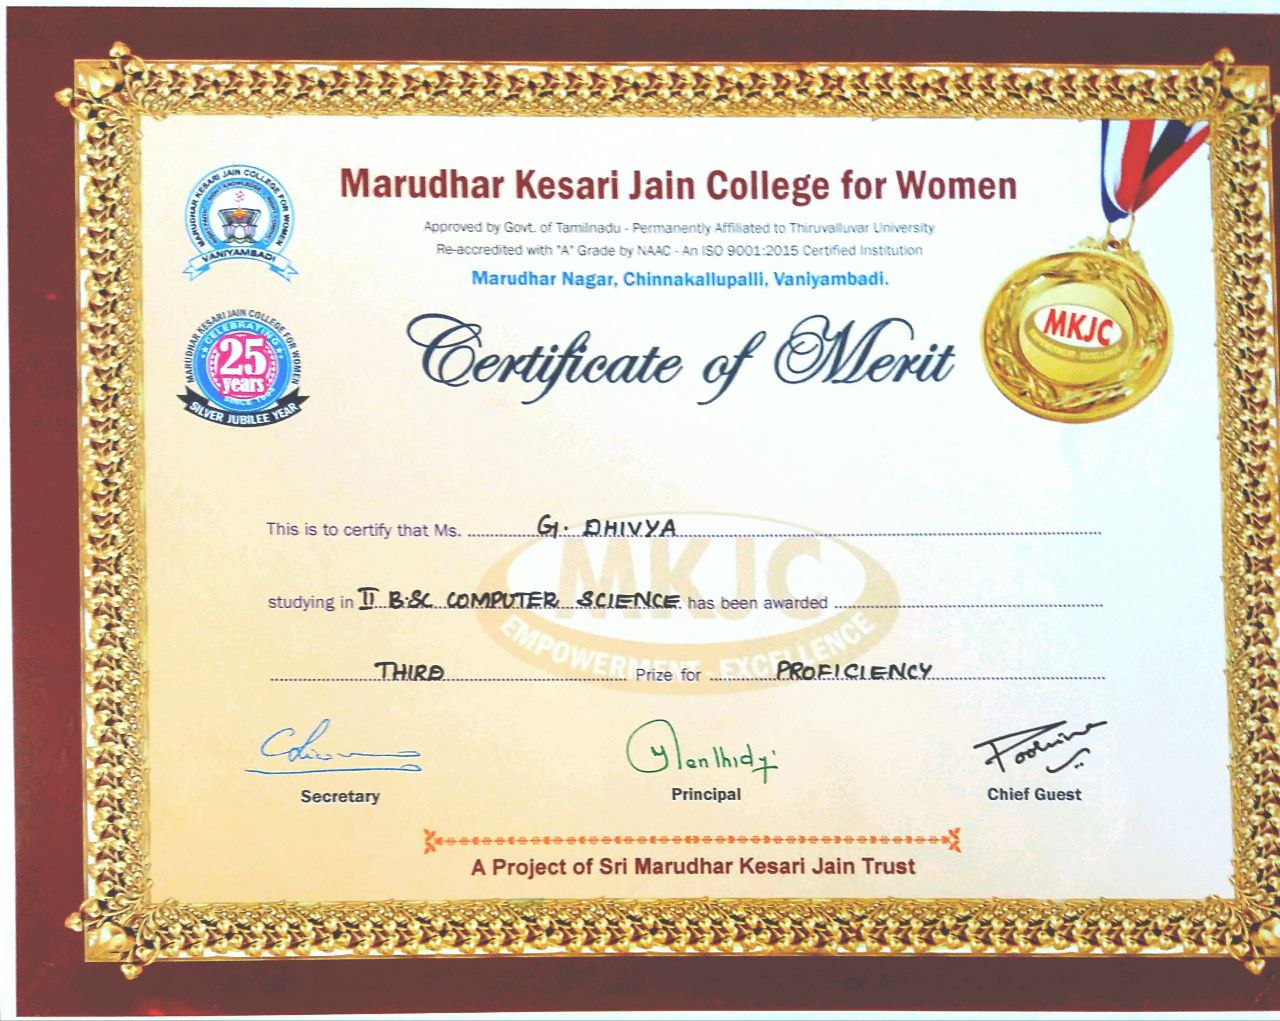 Marudhar Kesari Jain College for Women
Approved by Govt. of Tamilnadu - Permanently Affiliated to Thiruvalluvar University
Re-accredited with "A" Grade by NAAC - An ISO 9001:2015 Certified Institution
Marudhar Nagar, Chinnakallupalli, Vaniyambadi.
MARUDHAR KESARI JAIN COLLEGE FOR WOMEN
VANIYAMBADI
MARUDHAR KESARI JAIN COLLEGE FOR WOMEN
CELEBRATING
25
years
SINCE
SILVER JUBILEE YEAR
Certificate of Merit
MKJC
EMPOWERMENT EXCELLENCE
This is to certify that Ms. G. DHIVYA
studying in II B.SC COMPUTER SCIENCE has been awarded
THIRD Prize for PROFICIENCY
MKJC
EMPOWERMENT EXCELLENCE
Secretary
Principal
Chief Guest
A Project of Sri Marudhar Kesari Jain Trust